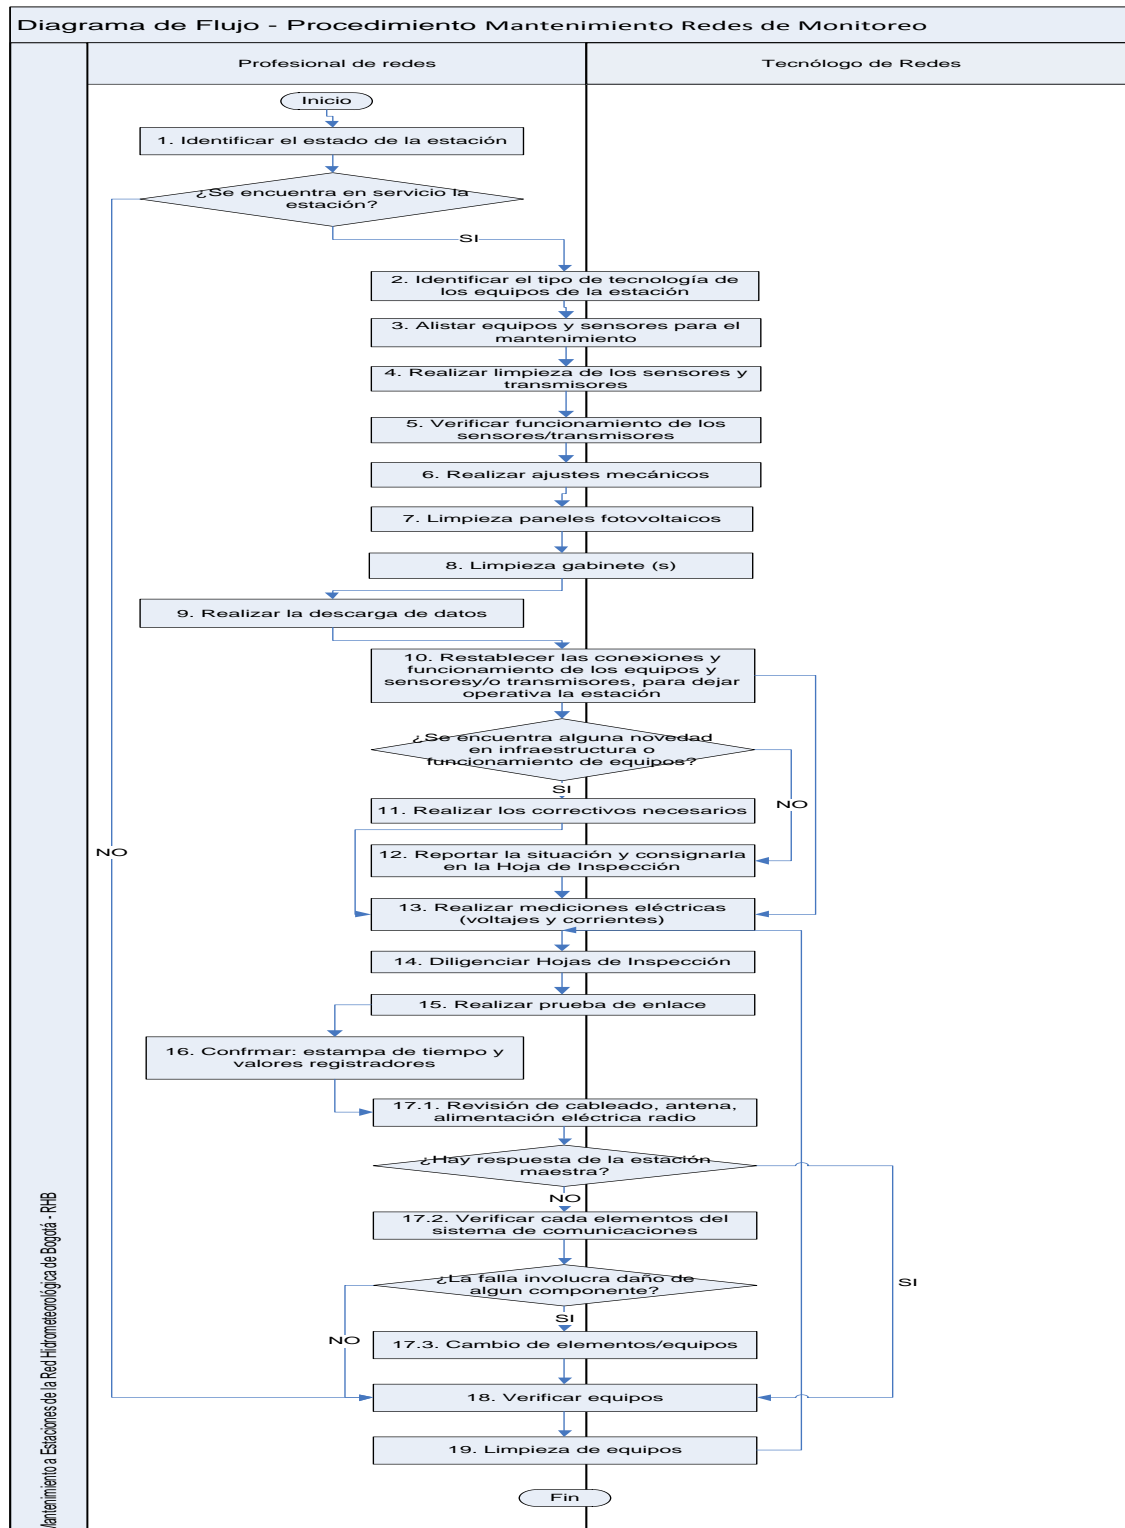 Diagrama de Flujo - Procedimiento Mantenimiento Redes de Monitoreo
Profesional de redes
Tecnólogo de Redes
Inicio
1. Identificar el estado de la estación
¿Se encuentra en servicio la
estación?
SI
2. Identificar el tipo de tecnología de
los equipos de la estación
3. Alistar equipos y sensores para el
mantenimiento
4. Realizar limpieza de los sensores y
transmisores
5. Verificar funcionamiento de los
sensores/transmisores
6. Realizar ajustes mecánicos
7. Limpieza paneles fotovoltaicos
8. Limpieza gabinete (s)
9. Realizar la descarga de datos
10. Restablecer las conexiones y
funcionamiento de los equipos y
sensoresy/o transmisores, para dejar
operativa la estación
¿Se encuentra alguna novedad
en infraestructura o
funcionamiento de equipos?
SI
NO
11. Realizar los correctivos necesarios
NO
12. Reportar la situación y consignarla
en la Hoja de Inspección
13. Realizar mediciones eléctricas
(voltajes y corrientes)
14. Diligenciar Hojas de Inspección
15. Realizar prueba de enlace
16. Confrmar: estampa de tiempo y
valores registradores
17.1. Revisión de cableado, antena,
alimentación eléctrica radio
¿Hay respuesta de la estación
maestra?
NO
17.2. Verificar cada elementos del
sistema de comunicaciones
¿La falla involucra daño de
algun componente?
SI
SI
NO
17.3. Cambio de elementos/equipos
18. Verificar equipos
19. Limpieza de equipos
Fin
Mantenimiento a Estaciones de la Red Hidrometeorológica de Bogotá - RHB